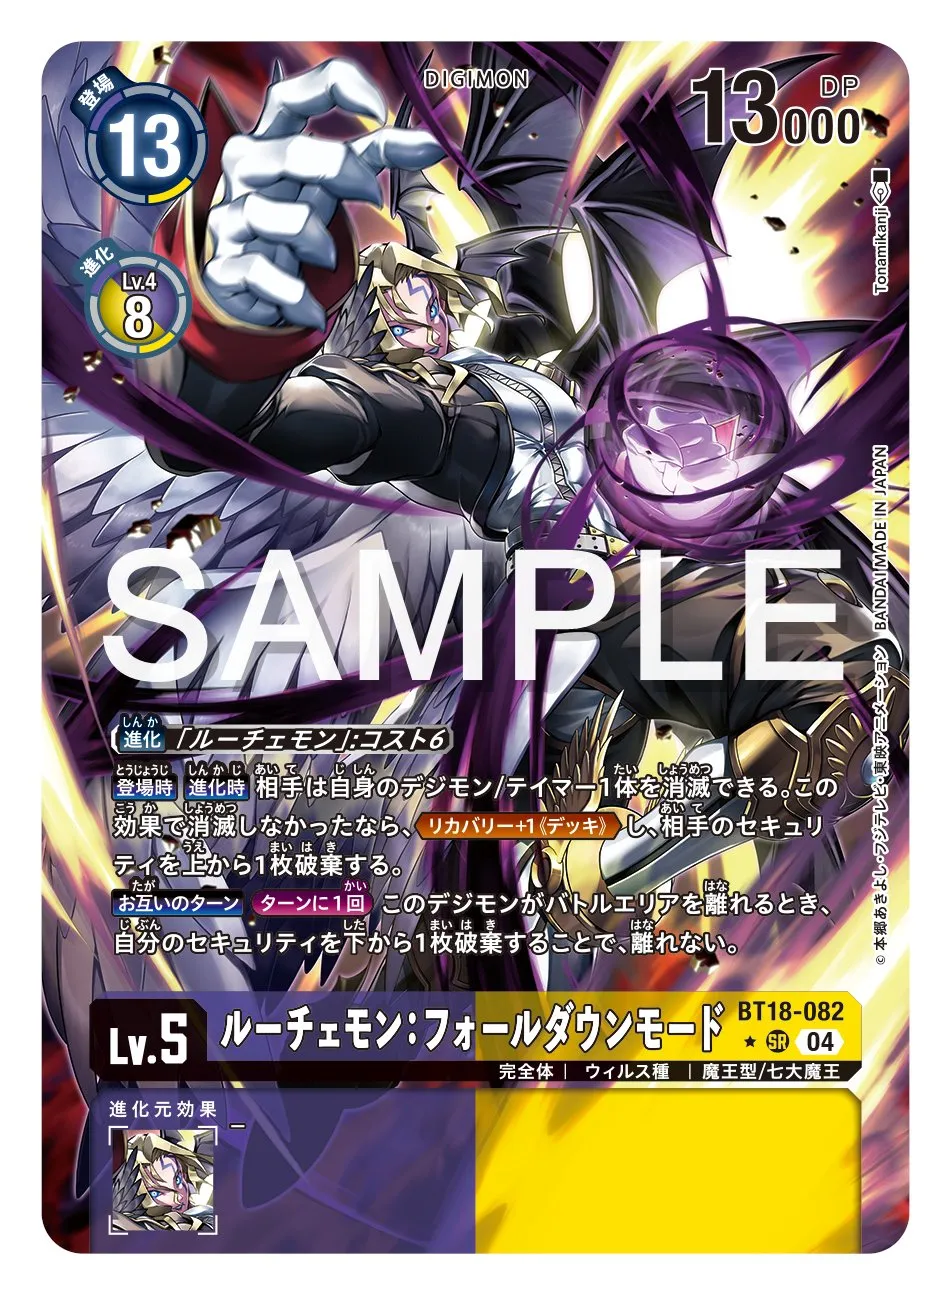 登場
DIGIMON
13000 DP
13
進化
Lv.4
8
Tonamikanji
BANDAI MADE IN JAPAN
©本郷あきよし・フジテレビ・東映アニメーション
SAMPLE
進化 「ルーチェモン」:コスト6
登場時 進化時 相手は自身のデジモン/テイマー1体を消滅できる。この
効果で消滅しなかったなら、リカバリー+1《デッキ》し、相手のセキュリ
ティを上から1枚破棄する。
お互いのターン ターンに1回 このデジモンがバトルエリアを離れるとき、
自分のセキュリティを下から1枚破棄することで、離れない。
Lv.5 ルーチェモン:フォールダウンモード BT18-082
★ SR 04
完全体 | ウィルス種 | 魔王型/七大魔王
進化元効果
－